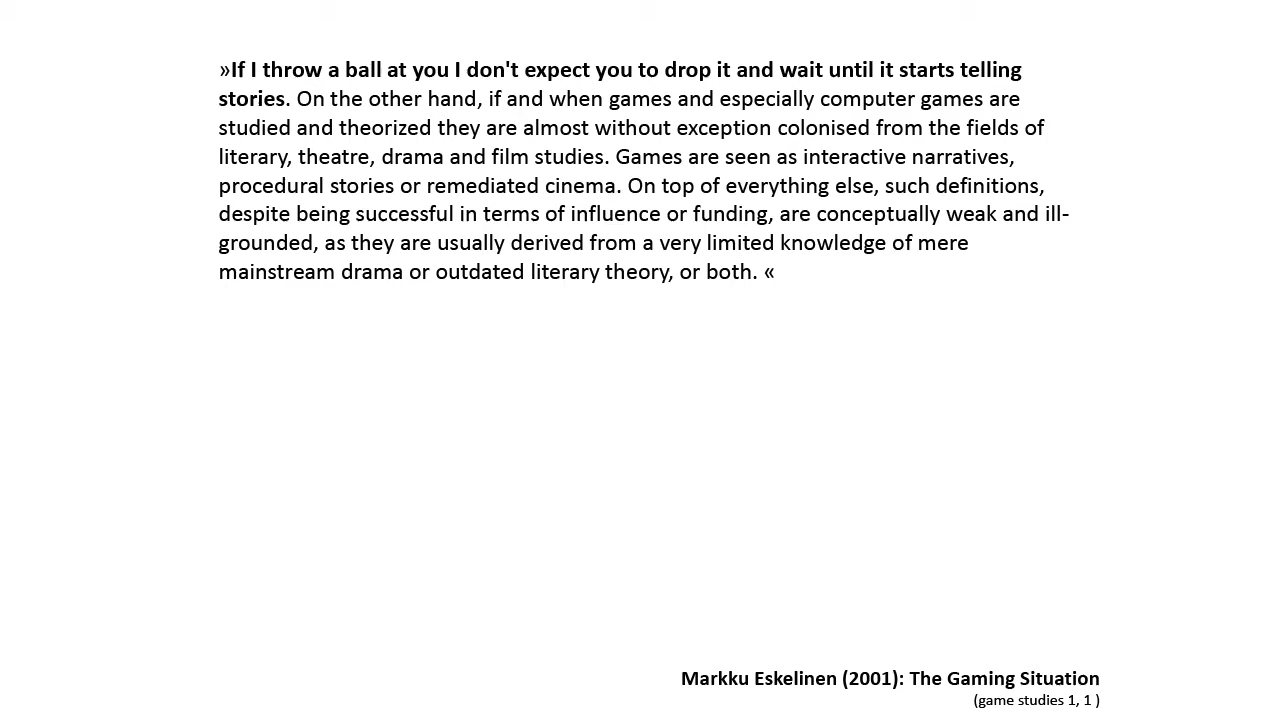 »If I throw a ball at you I don't expect you to drop it and wait until it starts telling
stories. On the other hand, if and when games and especially computer games are
studied and theorized they are almost without exception colonised from the fields of
literary, theatre, drama and film studies. Games are seen as interactive narratives,
procedural stories or remediated cinema. On top of everything else, such definitions,
despite being successful in terms of influence or funding, are conceptually weak and ill-
grounded, as they are usually derived from a very limited knowledge of mere
mainstream drama or outdated literary theory, or both. «
Markku Eskelinen (2001): The Gaming Situation
(game studies 1, 1 )